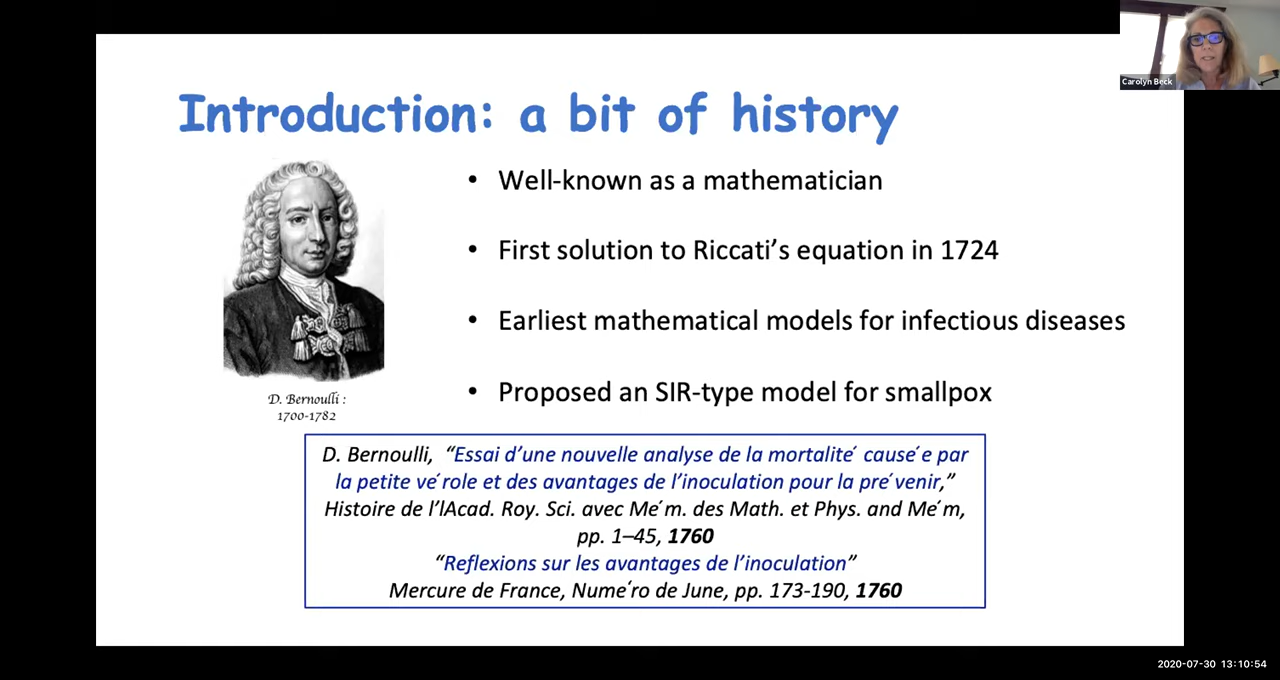 Carolyn Beck
Introduction: a bit of history
• Well-known as a mathematician
• First solution to Riccati’s equation in 1724
• Earliest mathematical models for infectious diseases
• Proposed an SIR-type model for smallpox
D. Bernoulli :
1700-1782
D. Bernoulli, “Essai d’une nouvelle analyse de la mortalité cause´e par
la petite ve´role et des avantages de l’inoculation pour la pre´venir,”
Histoire de l’lAcad. Roy. Sci. avec Me´m. des Math. et Phys. and Me´m,
pp. 1–45, 1760
“Reflexions sur les avantages de l’inoculation”
Mercure de France, Nume´ro de June, pp. 173-190, 1760
2020-07-30 13:10:54